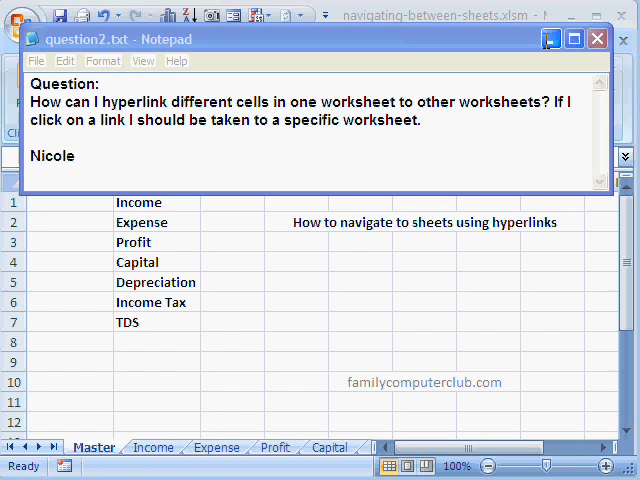 navigating-between-sheets.xlsm - M
question2.txt - Notepad
File Edit Format View Help
Question:
How can I hyperlink different cells in one worksheet to other worksheets? If I
click on a link I should be taken to a specific worksheet.
Nicole
1 Income
2 Expense How to navigate to sheets using hyperlinks
3 Profit
4 Capital
5 Depreciation
6 Income Tax
7 TDS
8
9
10 familycomputerclub.com
11
12
Master Income Expense Profit Capital
Ready 100%